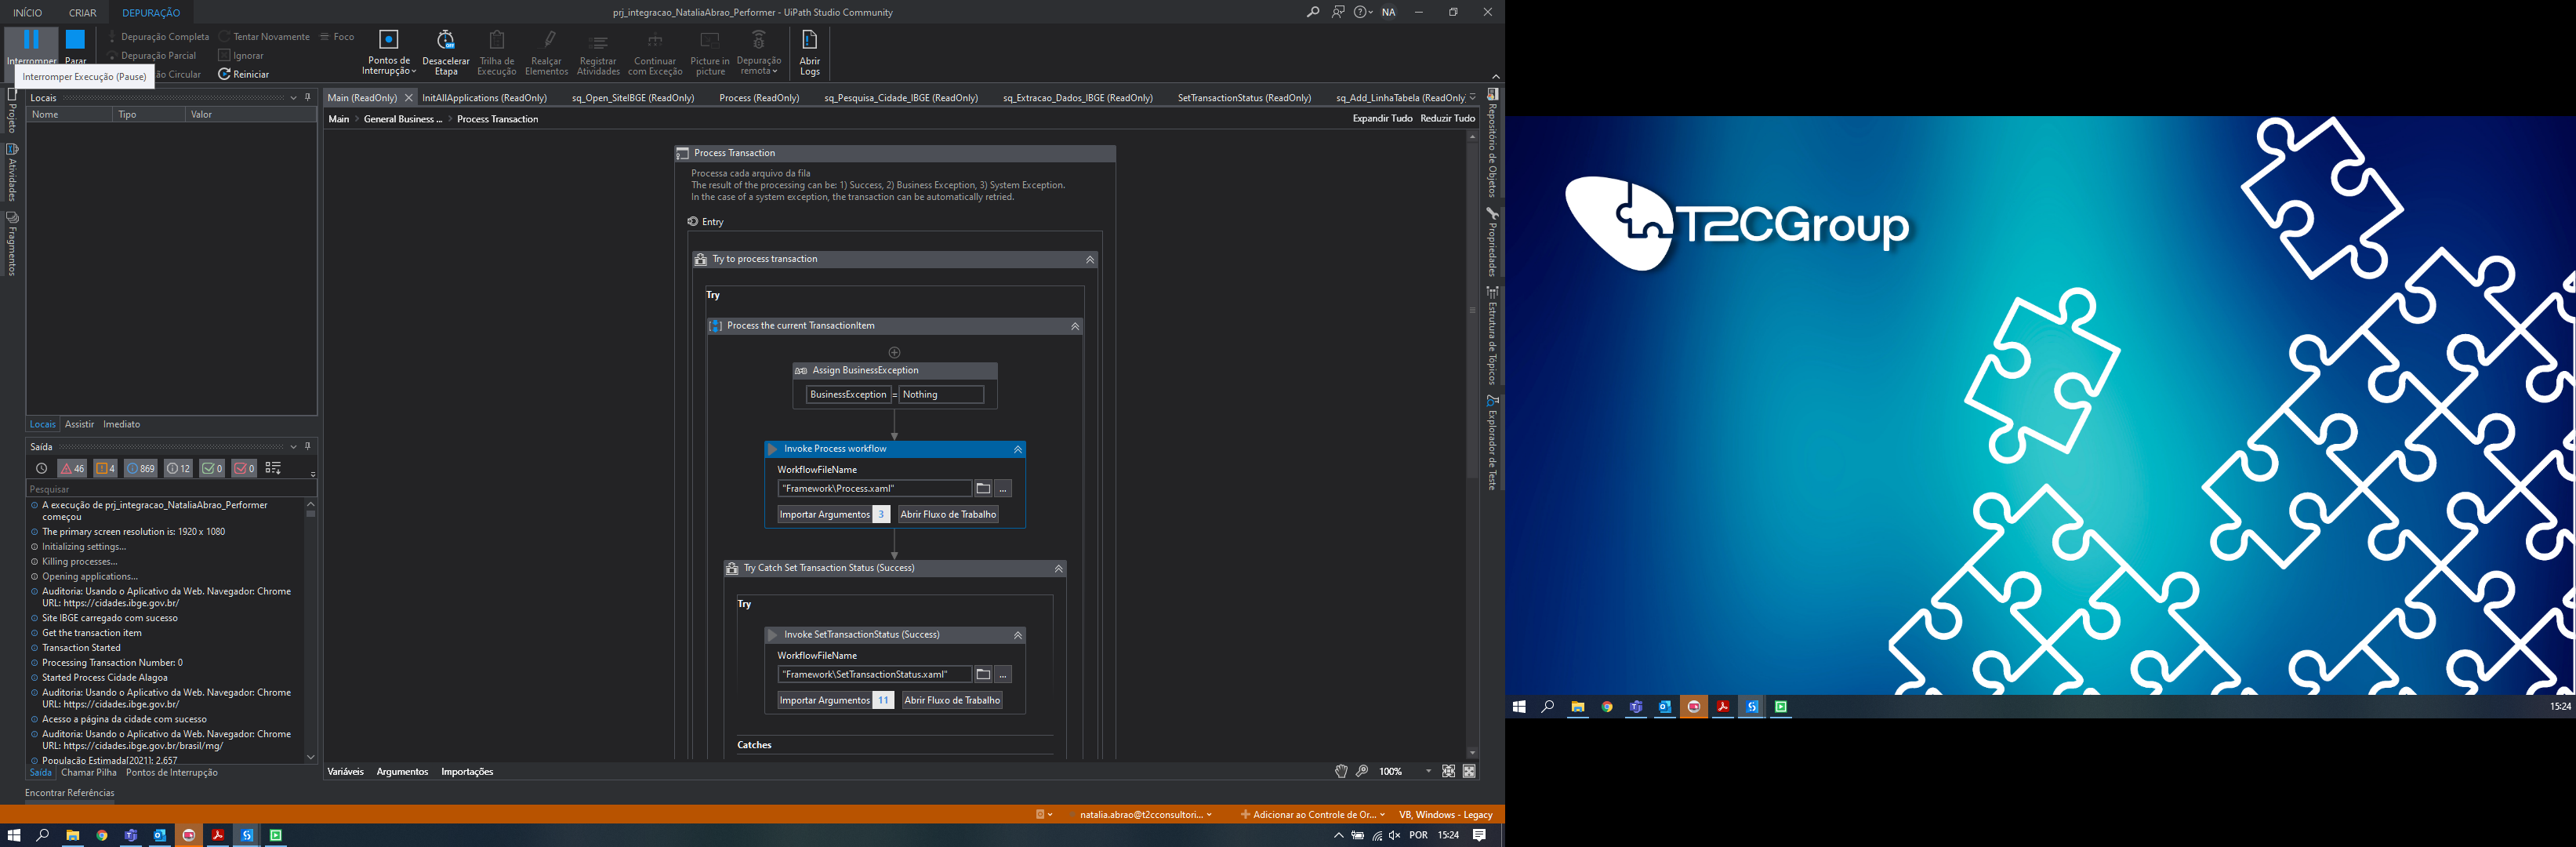 INÍCIO CRIAR DEPURAÇÃO
prj_integracao_NataliaAbrao_Performer - UiPath Studio Community
NA
Interromper Parar
Depuração Completa Tentar Novamente Foco
Depuração Parcial Ignorar
ão Circular Reiniciar
Interromper Execução (Pause)
Pontos de Interrupção
Desacelerar Etapa
Trilha de Execução
Realçar Elementos
Registrar Atividades
Continuar com Exceção
Picture in picture
Depuração remota
Abrir Logs
Projeto
Atividades
Fragmentos
Locais
Nome Tipo Valor
Locais Assistir Imediato
Saída
46 4 869 12 0 0
Pesquisar
A execução de prj_integracao_NataliaAbrao_Performer
começou
The primary screen resolution is: 1920 x 1080
Initializing settings...
Killing processes...
Opening applications...
Auditoria: Usando o Aplicativo da Web. Navegador: Chrome
URL: https://cidades.ibge.gov.br/
Site IBGE carregado com sucesso
Get the transaction item
Transaction Started
Processing Transaction Number: 0
Started Process Cidade Alagoa
Auditoria: Usando o Aplicativo da Web. Navegador: Chrome
URL: https://cidades.ibge.gov.br/
Acesso a página da cidade com sucesso
Auditoria: Usando o Aplicativo da Web. Navegador: Chrome
URL: https://cidades.ibge.gov.br/brasil/mg/
População Estimada[2021]: 2.657
Saída Chamar Pilha Pontos de Interrupção
Encontrar Referências
Main (ReadOnly) InitAllApplications (ReadOnly) sq_Open_SiteIBGE (ReadOnly) Process (ReadOnly) sq_Pesquisa_Cidade_IBGE (ReadOnly) sq_Extracao_Dados_IBGE (ReadOnly) SetTransactionStatus (ReadOnly) sq_Add_LinhaTabela (ReadOnly)
Main > General Business ... > Process Transaction
Expandir Tudo Reduzir Tudo
Process Transaction
Processa cada arquivo da fila
The result of the processing can be: 1) Success, 2) Business Exception, 3) System Exception.
In the case of a system exception, the transaction can be automatically retried.
Entry
Try to process transaction
Try
Process the current TransactionItem
Assign BusinessException
BusinessException = Nothing
Invoke Process workflow
WorkflowFileName
"Framework\Process.xaml" ...
Importar Argumentos 3 Abrir Fluxo de Trabalho
Try Catch Set Transaction Status (Success)
Try
Invoke SetTransactionStatus (Success)
WorkflowFileName
"Framework\SetTransactionStatus.xaml" ...
Importar Argumentos 11 Abrir Fluxo de Trabalho
Catches
Variáveis Argumentos Importações
100%
Repositório de Objetos
Propriedades
Estrutura de Tópicos
Explorador de Teste
natalia.abrao@t2cconsultori... Adicionar ao Controle de Or... VB, Windows - Legacy
POR 15:24
T2CGroup
15:24